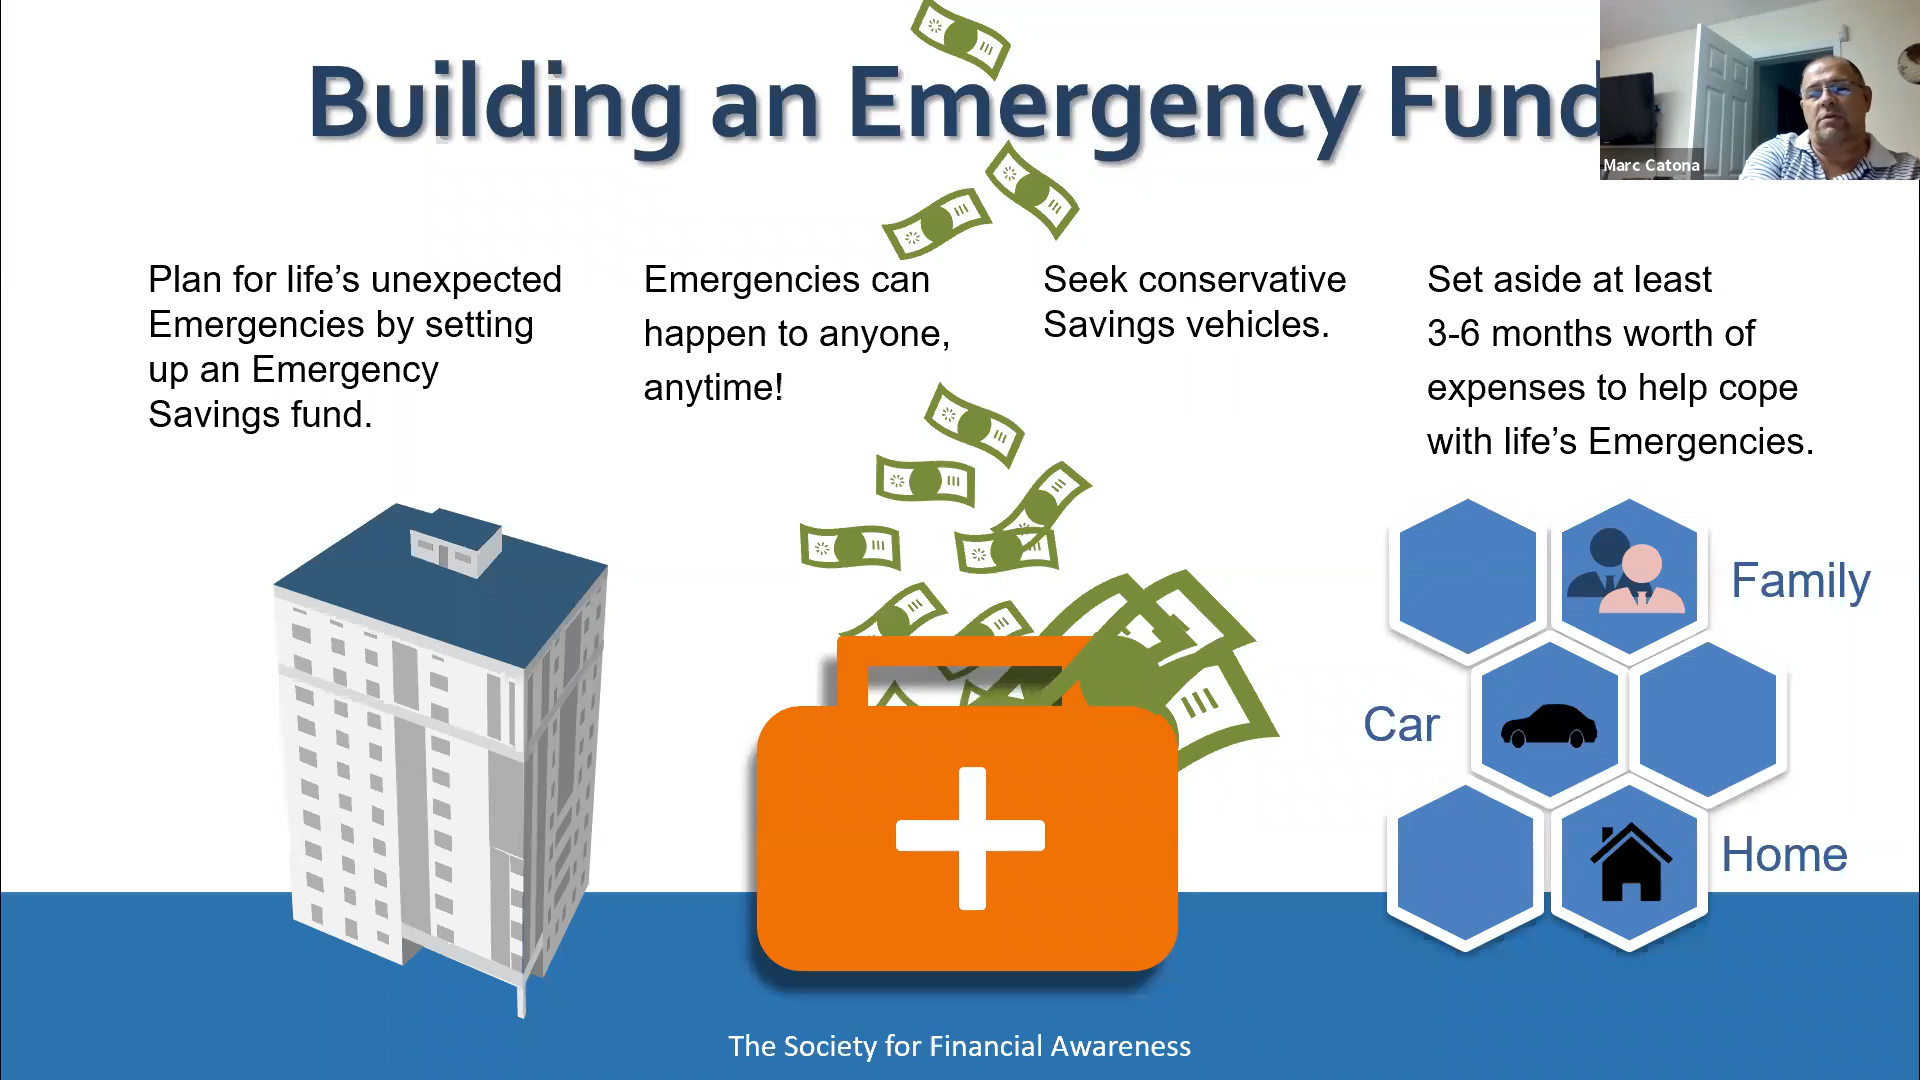 Building an Emergency Fund
Marc Catona
Plan for life’s unexpected
Emergencies by setting
up an Emergency
Savings fund.
Emergencies can
happen to anyone,
anytime!
Seek conservative
Savings vehicles.
Set aside at least
3-6 months worth of
expenses to help cope
with life’s Emergencies.
Family
Car
Home
The Society for Financial Awareness